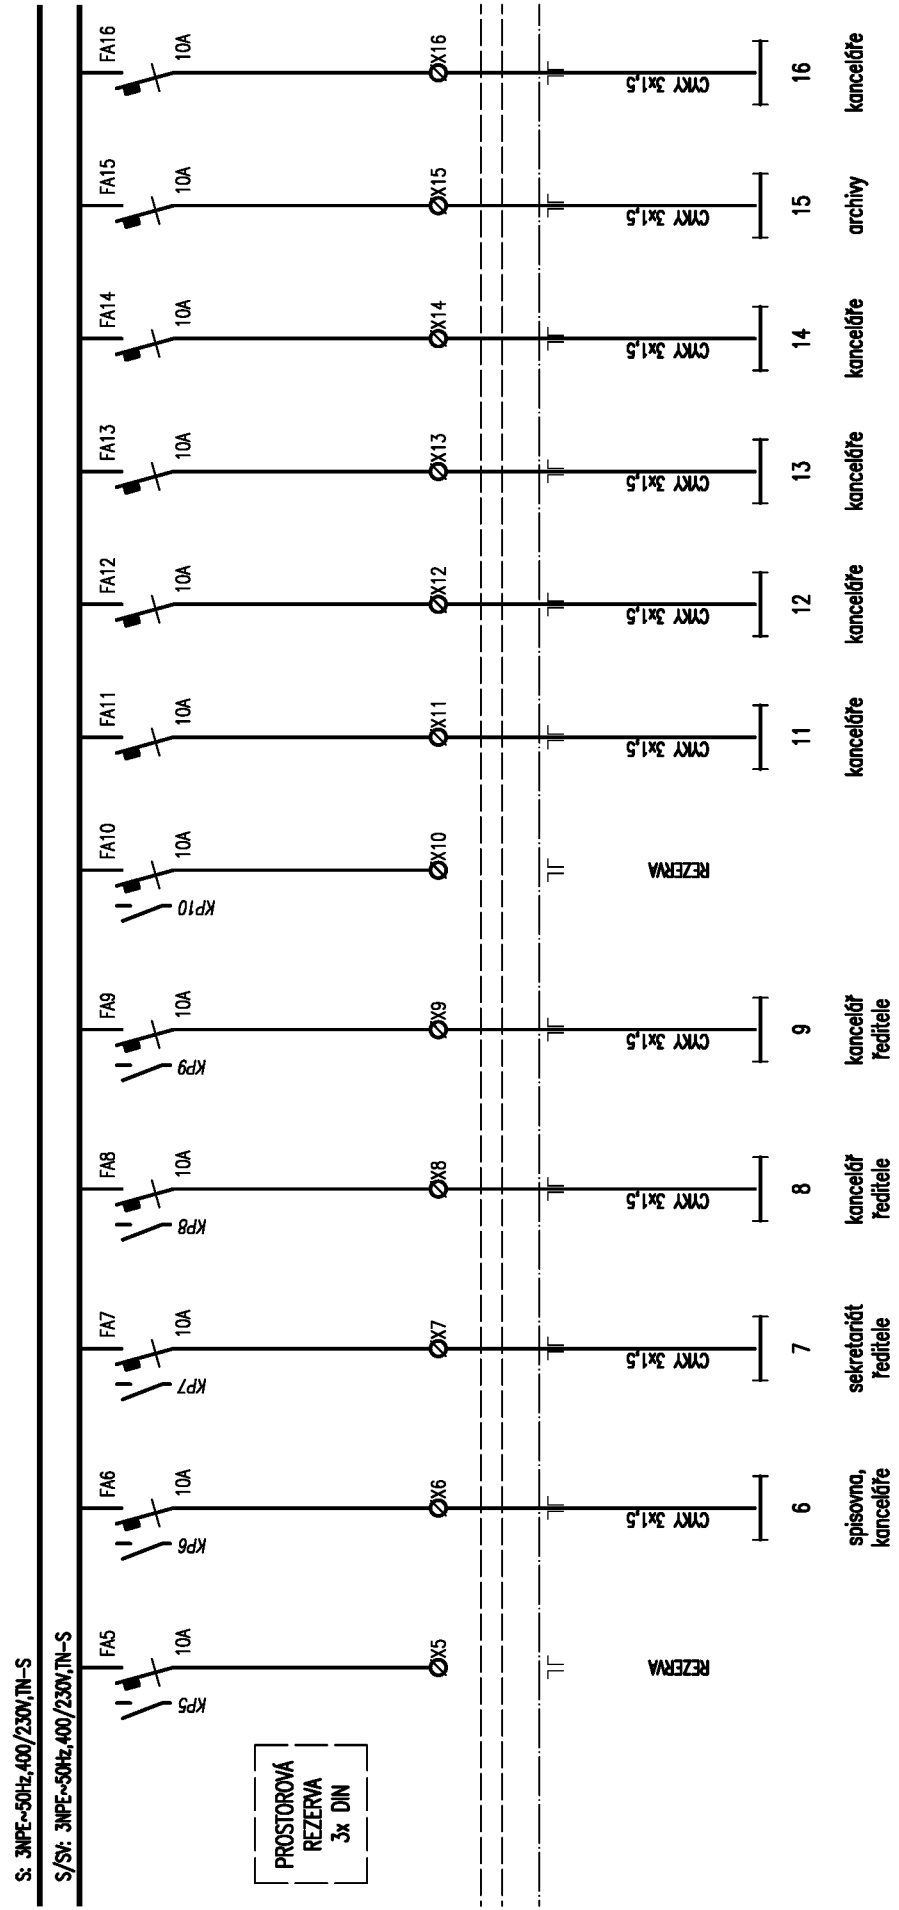 S: 3NPE~50Hz,400/230V,TN-S
S/SV: 3NPE~50Hz,400/230V,TN-S
PROSTOROVÁ
REZERVA
3x DIN
FA5
10A
KP5
X5
REZERVA
FA6
10A
KP6
X6
CYKY 3x1,5
6
spisovna,
kanceláře
FA7
10A
KP7
X7
CYKY 3x1,5
7
sekretariát
ředitele
FA8
10A
KP8
X8
CYKY 3x1,5
8
kancelář
ředitele
FA9
10A
KP9
X9
CYKY 3x1,5
9
kancelář
ředitele
FA10
10A
KP10
X10
REZERVA
FA11
10A
X11
CYKY 3x1,5
11
kanceláře
FA12
10A
X12
CYKY 3x1,5
12
kanceláře
FA13
10A
X13
CYKY 3x1,5
13
kanceláře
FA14
10A
X14
CYKY 3x1,5
14
kanceláře
FA15
10A
X15
CYKY 3x1,5
15
archivy
FA16
10A
X16
CYKY 3x1,5
16
kanceláře